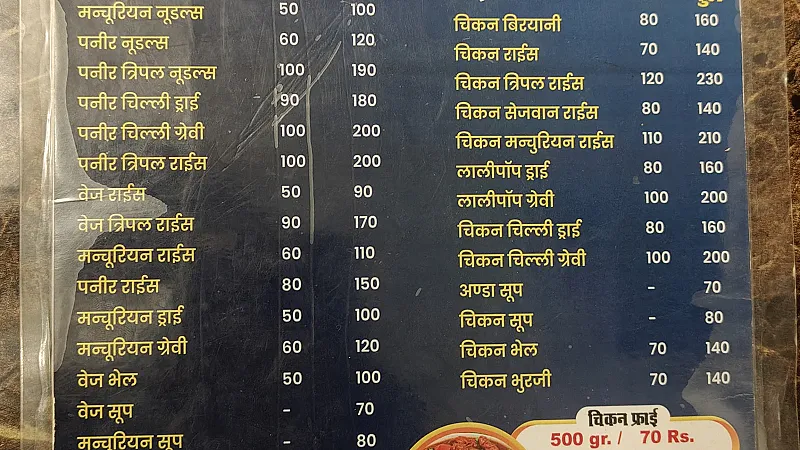 मन्चूरियन नूडल्स 50 100
पनीर नूडल्स 60 120
पनीर त्रिपल नूडल्स 100 190
पनीर चिल्ली ड्राई 90 180
पनीर चिल्ली ग्रेवी 100 200
पनीर त्रिपल राईस 100 200
वेज राईस 50 90
वेज त्रिपल राईस 90 170
मन्चूरियन राईस 60 110
पनीर राईस 80 150
मन्चूरियन ड्राई 50 100
मन्चूरियन ग्रेवी 60 120
वेज भेल 50 100
वेज सूप - 70
मन्चूरियन सूप - 80
चिकन बिरयानी 80 160
चिकन राईस 70 140
चिकन त्रिपल राईस 120 230
चिकन सेजवान राईस 80 140
चिकन मन्चुरियन राईस 110 210
लालीपॉप ड्राई 80 160
लालीपॉप ग्रेवी 100 200
चिकन चिल्ली ड्राई 80 160
चिकन चिल्ली ग्रेवी 100 200
अण्डा सूप - 70
चिकन सूप - 80
चिकन भेल 70 140
चिकन भुरजी 70 140
चिकन फ्राई
500 gr. / 70 Rs.